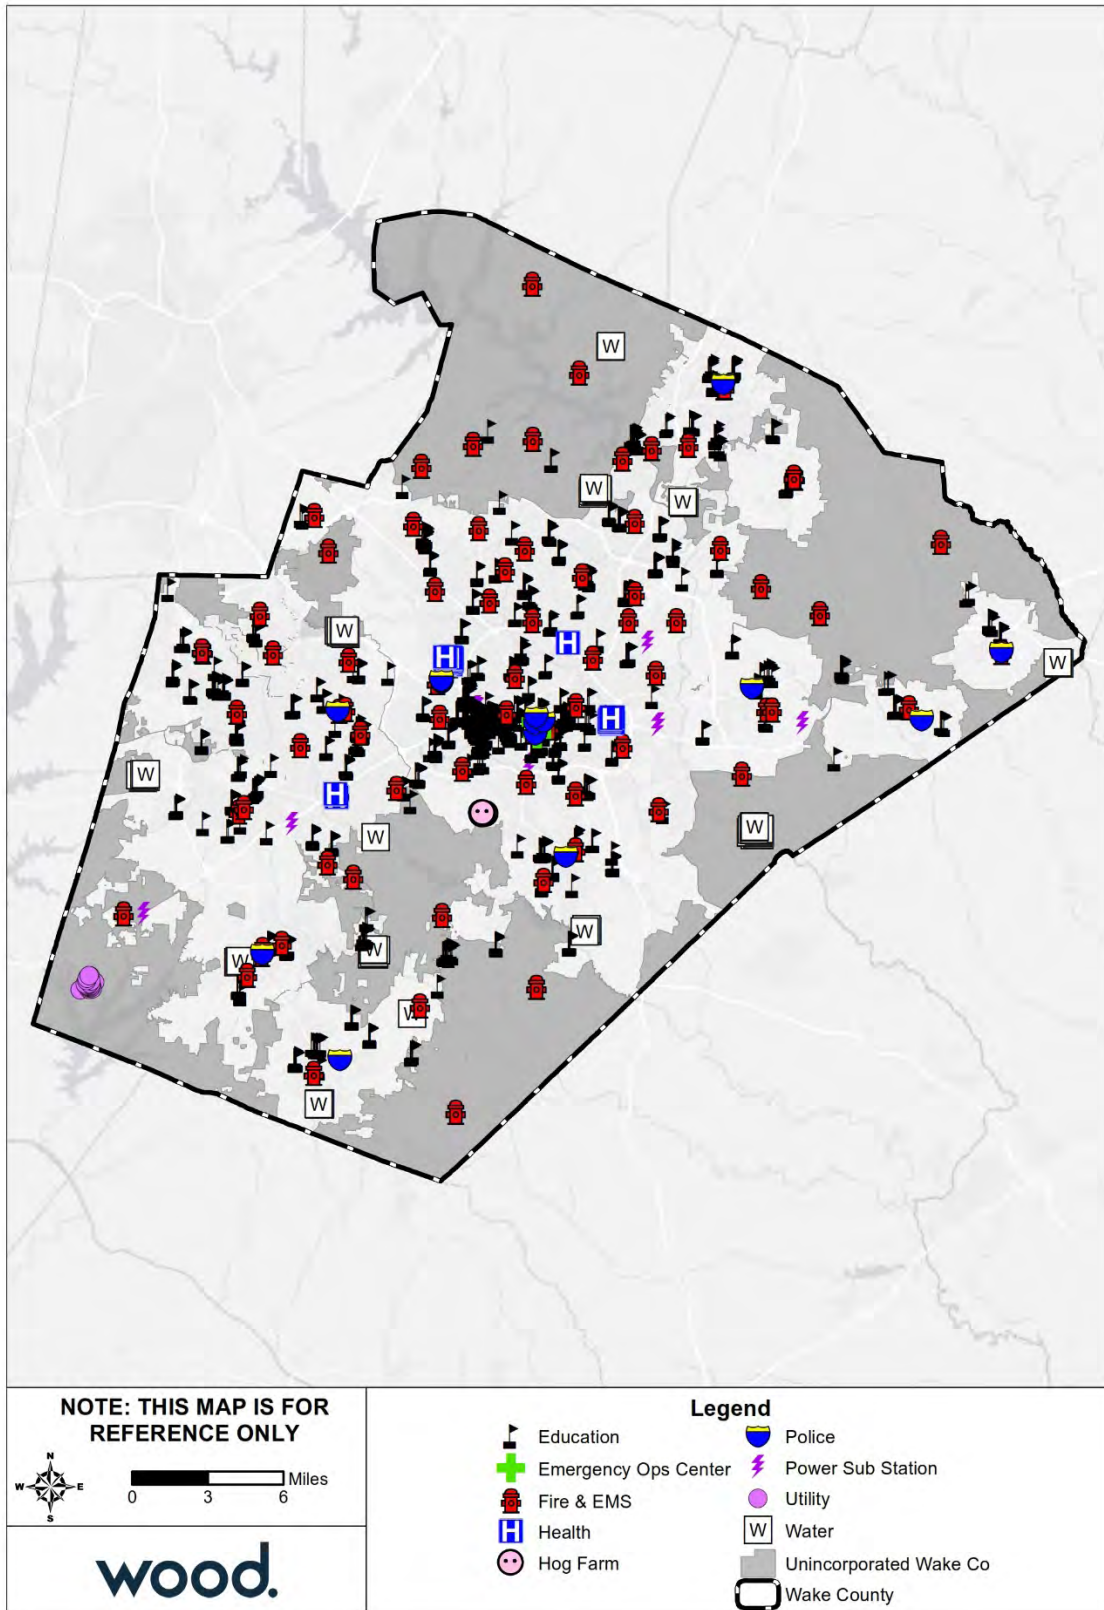 NOTE: THIS MAP IS FOR
REFERENCE ONLY
N
W
E
S
Miles
0
3
6
wood.
Legend
Education
Emergency Ops Center
Fire & EMS
H
Health
Hog Farm
Police
Power Sub Station
Utility
W
Water
Unincorporated Wake Co
Wake County
W
W
W
W
W
H
H
H
W
H
W
W
W
W
W
W
W
W